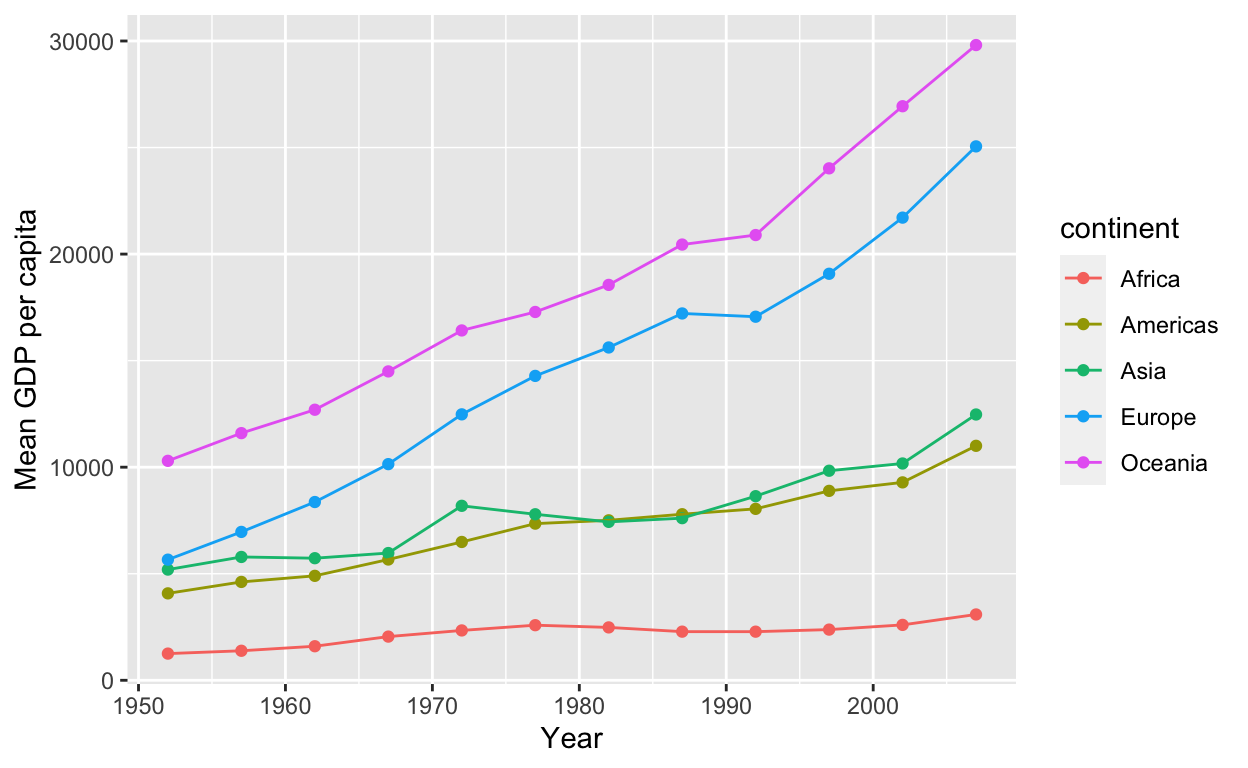 30000
20000
10000
0
Mean GDP per capita
1950 1960 1970 1980 1990 2000
Year
continent
Africa
Americas
Asia
Europe
Oceania